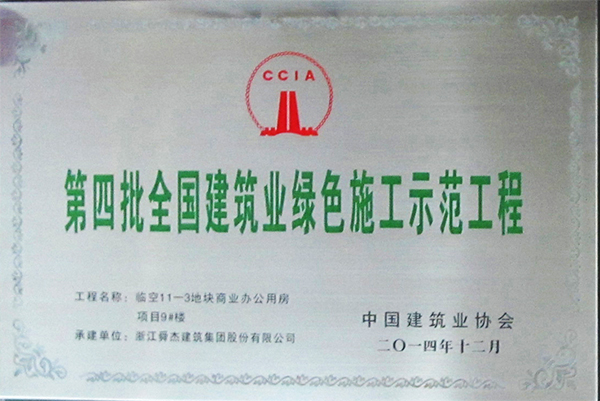 CCIA
第四批全国建筑业绿色施工示范工程
工程名称：临空11—3地块商业办公用房
项目9#楼
承建单位：浙江舜杰建筑集团股份有限公司
中国建筑业协会
二〇一四年十二月